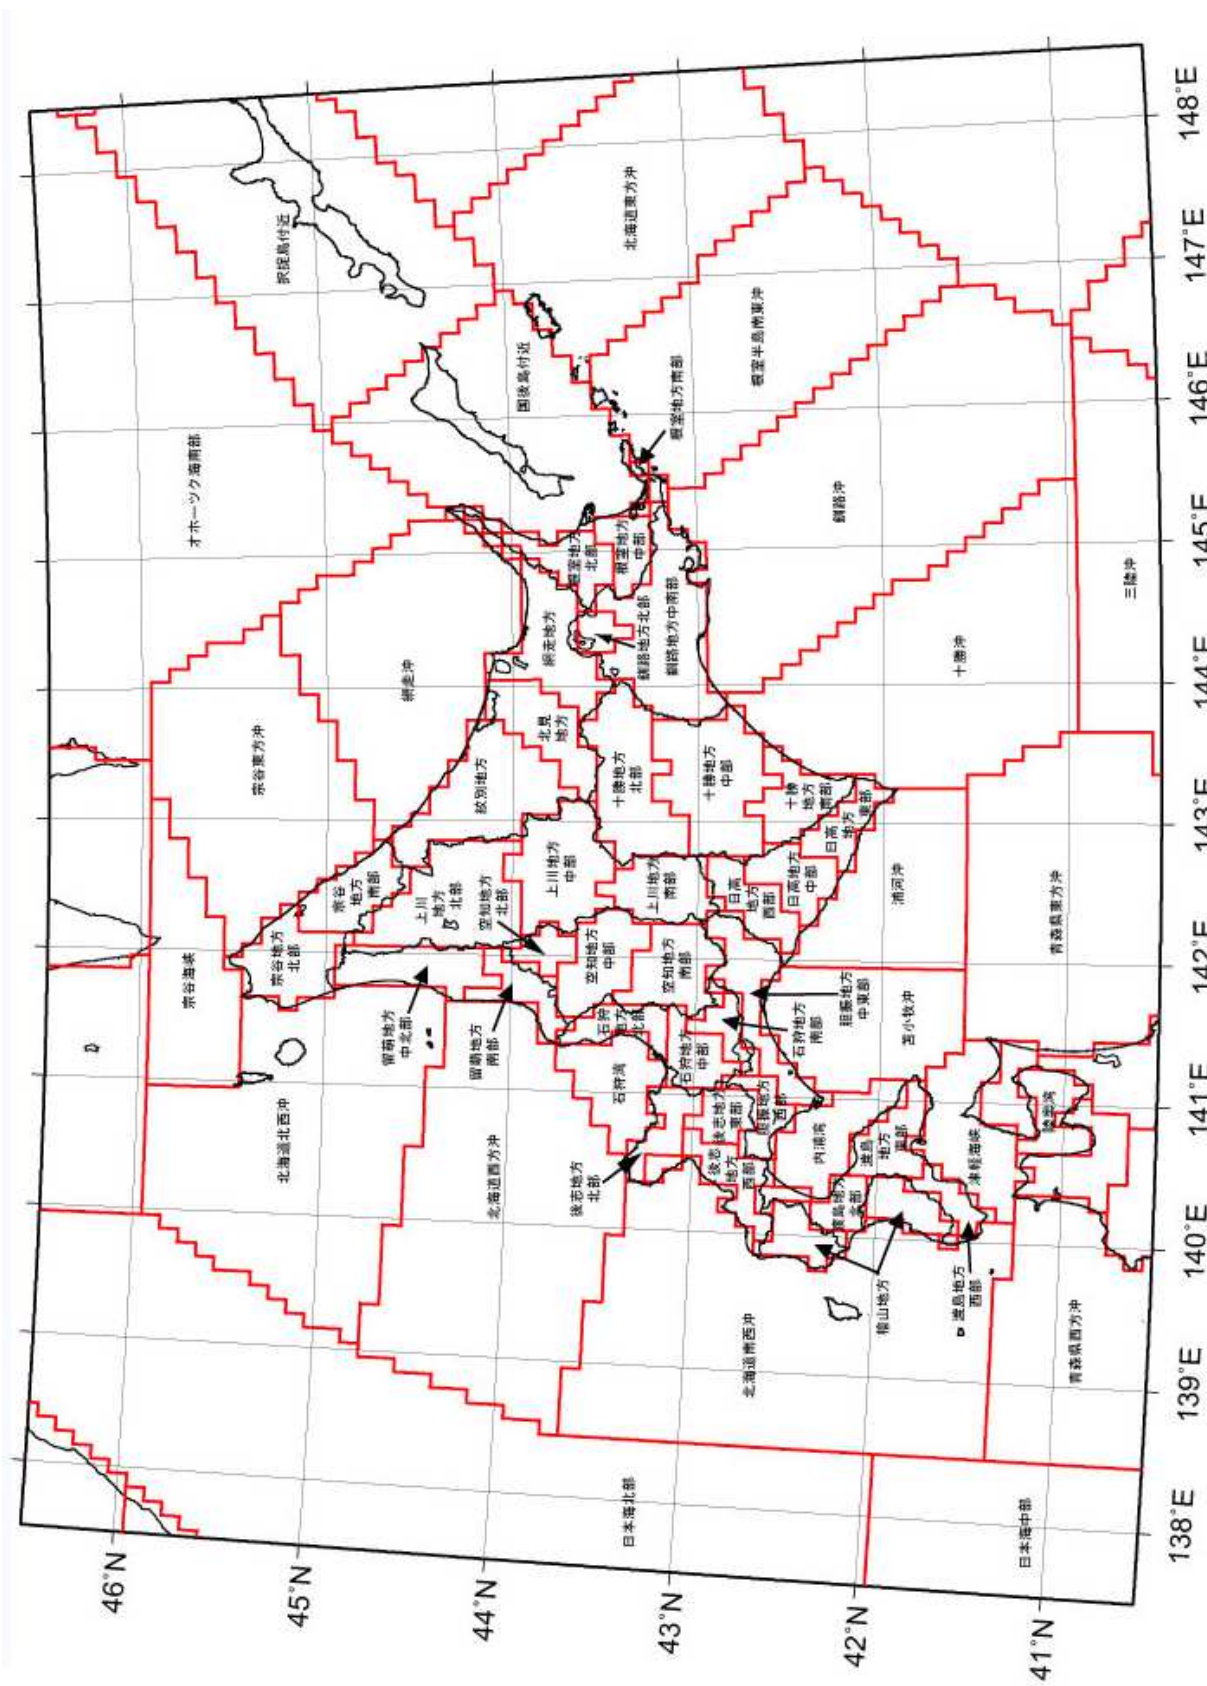 46°N
45°N
44°N
43°N
42°N
41°N
138°E
139°E
140°E
141°E
142°E
143°E
144°E
145°E
146°E
147°E
148°E
宗谷海峡
オホーツク海南部
宗谷東方沖
択捉島付近
北海道北西沖
宗谷地方
北部
宗谷
地方
南部
網走沖
留萌地方
中北部
上川
地方
北部
紋別地方
留萌地方
南部
空知地方
北部
北海道西方沖
国後島付近
上川地方
中部
北見
地方
網走地方
根室地方
北部
後志地方
北部
石狩湾
石狩
地方
北部
空知地方
中部
十勝地方
北部
根室地方
中部
釧路地方北部
北海道東方沖
日本海北部
空知地方
南部
上川地方
南部
釧路地方中南部
根室地方南部
石狩地方
中部
後志
地方
西部
後志地方
東部
十勝地方
中部
日高
地方
西部
北海道南西沖
胆振地方
西部
根室半島南東沖
石狩地方
南部
日高地方
中部
十勝
地方
南部
内浦湾
渡島地方
北部
胆振地方
中東部
日高
地方
東部
釧路沖
渡島
地方
東部
檜山地方
浦河沖
苫小牧沖
十勝沖
渡島地方
西部
津軽海峡
日本海中部
陸奥湾
青森県西方沖
青森県東方沖
三陸沖